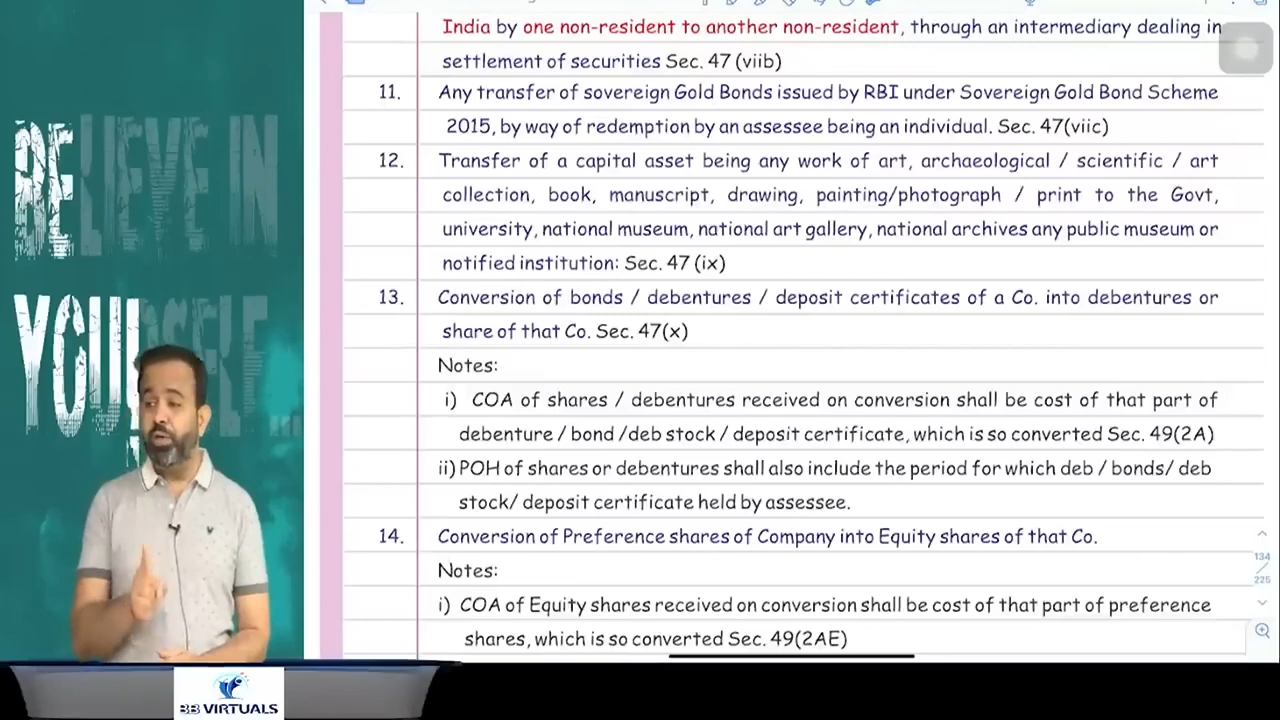 BELIEVE IN
YOURSELF...
India by one non-resident to another non-resident, through an intermediary dealing in
settlement of securities Sec. 47 (viib)
11. Any transfer of sovereign Gold Bonds issued by RBI under Sovereign Gold Bond Scheme
2015, by way of redemption by an assessee being an individual. Sec. 47(viic)
12. Transfer of a capital asset being any work of art, archaeological / scientific / art
collection, book, manuscript, drawing, painting/photograph / print to the Govt,
university, national museum, national art gallery, national archives any public museum or
notified institution: Sec. 47 (ix)
13. Conversion of bonds / debentures / deposit certificates of a Co. into debentures or
share of that Co. Sec. 47(x)
Notes:
i) COA of shares / debentures received on conversion shall be cost of that part of
debenture / bond /deb stock / deposit certificate, which is so converted Sec. 49(2A)
ii) POH of shares or debentures shall also include the period for which deb / bonds/ deb
stock/ deposit certificate held by assessee.
14. Conversion of Preference shares of Company into Equity shares of that Co.
Notes:
i) COA of Equity shares received on conversion shall be cost of that part of preference
shares, which is so converted Sec. 49(2AE)
134
/
225
BB VIRTUALS